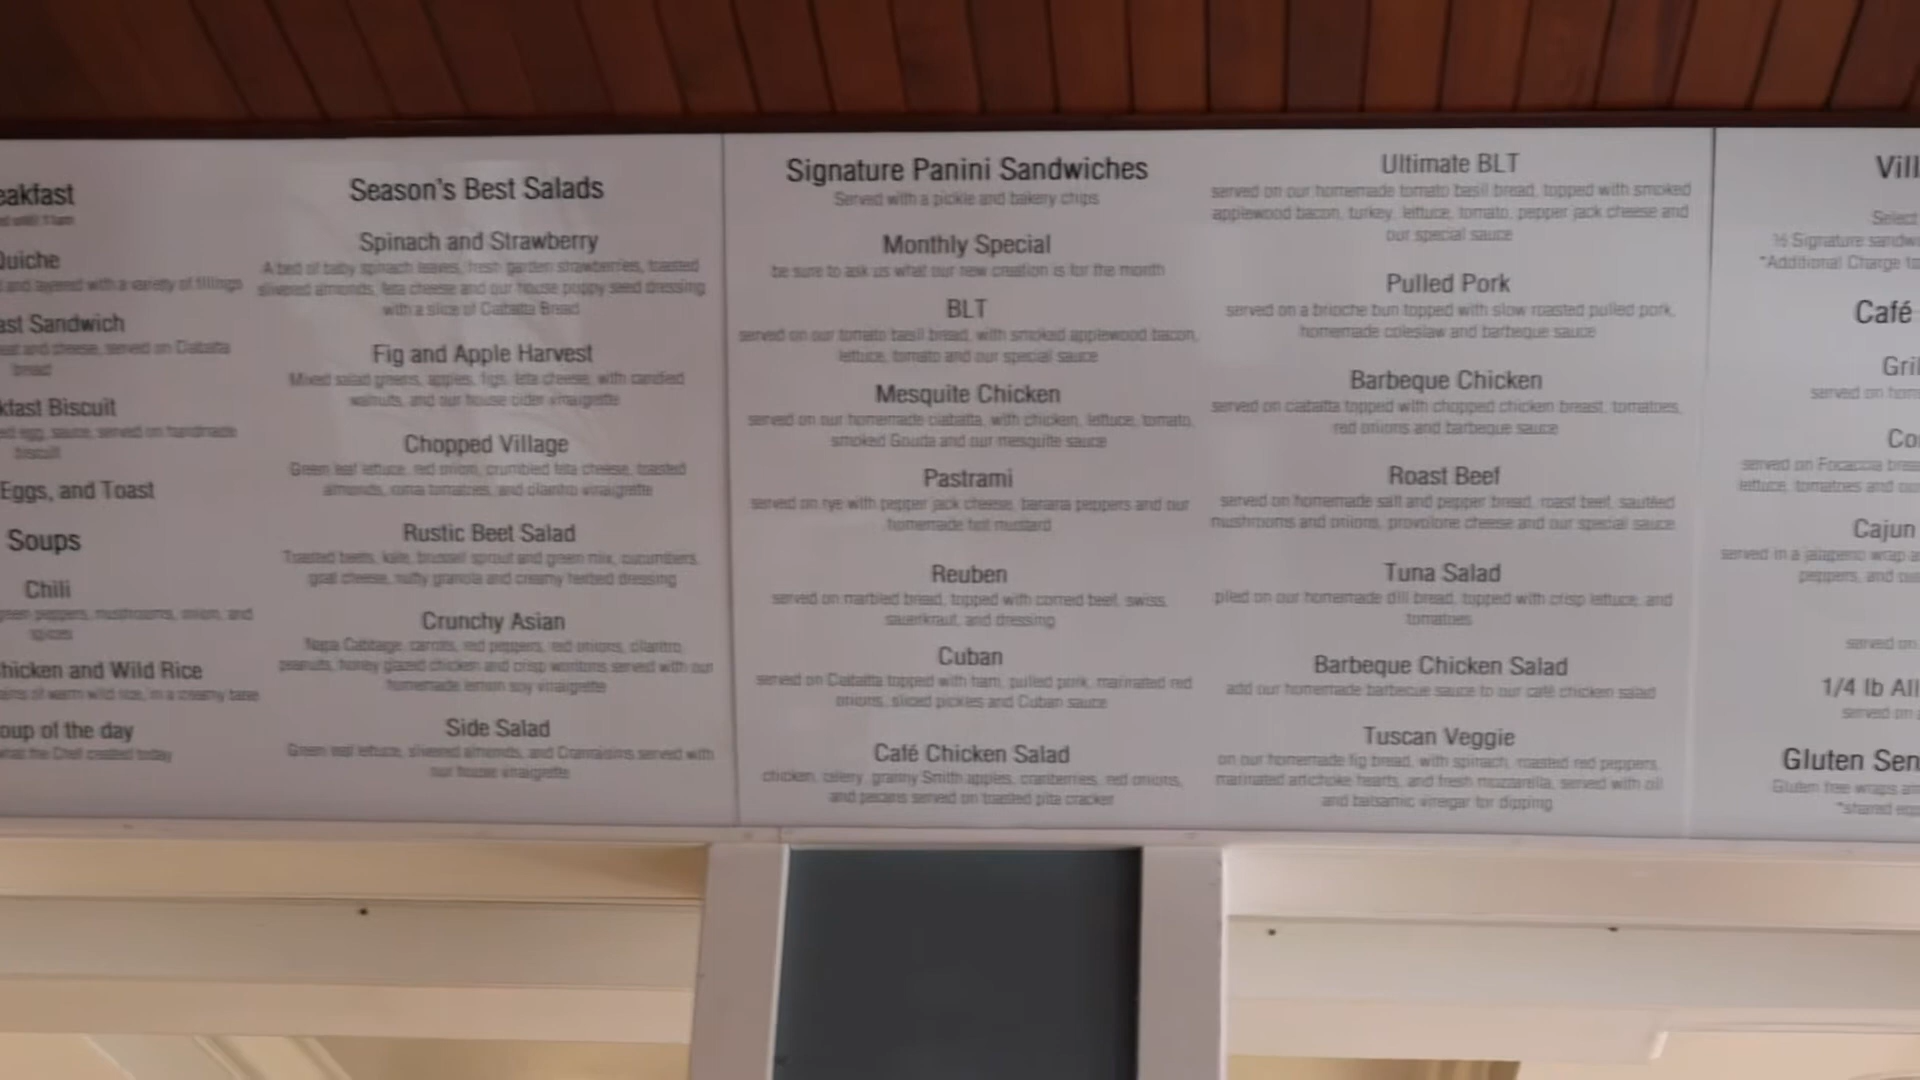 eakfast
ed until 11am
Quiche
and layered with a variety of fillings
ast Sandwich
eat and cheese, served on Ciabatta
bread
kfast Biscuit
ed egg, sauce, served on handmade
biscuit
Eggs, and Toast
Soups
Chili
reen peppers, mushrooms, onion, and
spices
hicken and Wild Rice
ains of warm wild rice, in a creamy base
oup of the day
what the Chef created today
Season's Best Salads
Spinach and Strawberry
A bed of baby spinach leaves, fresh garden strawberries, toasted
slivered almonds, feta cheese and our house poppy seed dressing
with a slice of Ciabatta Bread
Fig and Apple Harvest
Mixed salad greens, apples, figs, feta cheese, with candied
walnuts, and our house cider vinaigrette
Chopped Village
Green leaf lettuce, red onion, crumbled feta cheese, toasted
almonds, roma tomatoes, and cilantro vinaigrette
Rustic Beet Salad
Toasted beets, kale, brussel sprout and green mix, cucumbers,
goat cheese, nutty granola and creamy herbed dressing
Crunchy Asian
Napa Cabbage, carrots, red peppers, red onions, cilantro,
peanuts, honey glazed chicken and crisp wontons served with our
homemade lemon soy vinaigrette
Side Salad
Green leaf lettuce, slivered almonds, and Craisins served with
our house vinaigrette
Signature Panini Sandwiches
Served with a pickle and bakery chips
Monthly Special
be sure to ask us what our new creation is for the month
BLT
served on our tomato basil bread, with smoked applewood bacon,
lettuce, tomato and our special sauce
Mesquite Chicken
served on our homemade ciabatta, with chicken, lettuce, tomato,
smoked Gouda and our mesquite sauce
Pastrami
served on rye with pepper jack cheese, banana peppers and our
homemade hot mustard
Reuben
served on marbled bread, topped with corned beef, swiss,
sauerkraut, and dressing
Cuban
served on Ciabatta topped with ham, pulled pork, marinated red
onions, sliced pickles and Cuban sauce
Café Chicken Salad
chicken, celery, granny Smith apples, cranberries, red onions,
and pecans served on toasted pita cracker
Ultimate BLT
served on our homemade tomato basil bread, topped with smoked
applewood bacon, turkey, lettuce, tomato, pepper jack cheese and
our special sauce
Pulled Pork
served on a brioche bun topped with slow roasted pulled pork,
homemade coleslaw and barbeque sauce
Barbeque Chicken
served on ciabatta topped with chopped chicken breast, tomatoes,
red onions and barbeque sauce
Roast Beef
served on homemade salt and pepper bread, roast beef, sautéed
mushrooms and onions, provolone cheese and our special sauce
Tuna Salad
piled on our homemade dill bread, topped with crisp lettuce, and
tomatoes
Barbeque Chicken Salad
add our homemade barbecue sauce to our café chicken salad
Tuscan Veggie
on our homemade fig bread, with spinach, roasted red peppers,
marinated artichoke hearts, and fresh mozzarella, served with oil
and balsamic vinegar for dipping
Vill
Select
½ Signature sandw
*Additional Charge fo
Café
Gril
served on hom
Co
served on Focaccia brea
lettuce, tomatoes and ou
Cajun
served in a jalapeno wrap a
peppers, and ou
served on
1/4 lb All
served on a
Gluten Sen
Gluten free wraps an
*shared equ